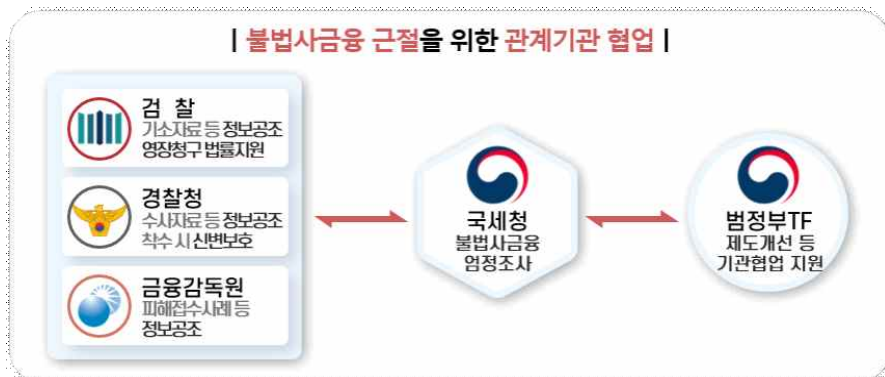 | 불법사금융 근절을 위한 관계기관 협업 |
검 찰
기소자료 등 정보공조
영장청구 법률지원
경찰청
수사자료 등 정보공조
착수 시 신변보호
금융감독원
피해접수사례 등
정보공조
국세청
불법사금융
엄정조사
범정부TF
제도개선 등
기관협업 지원